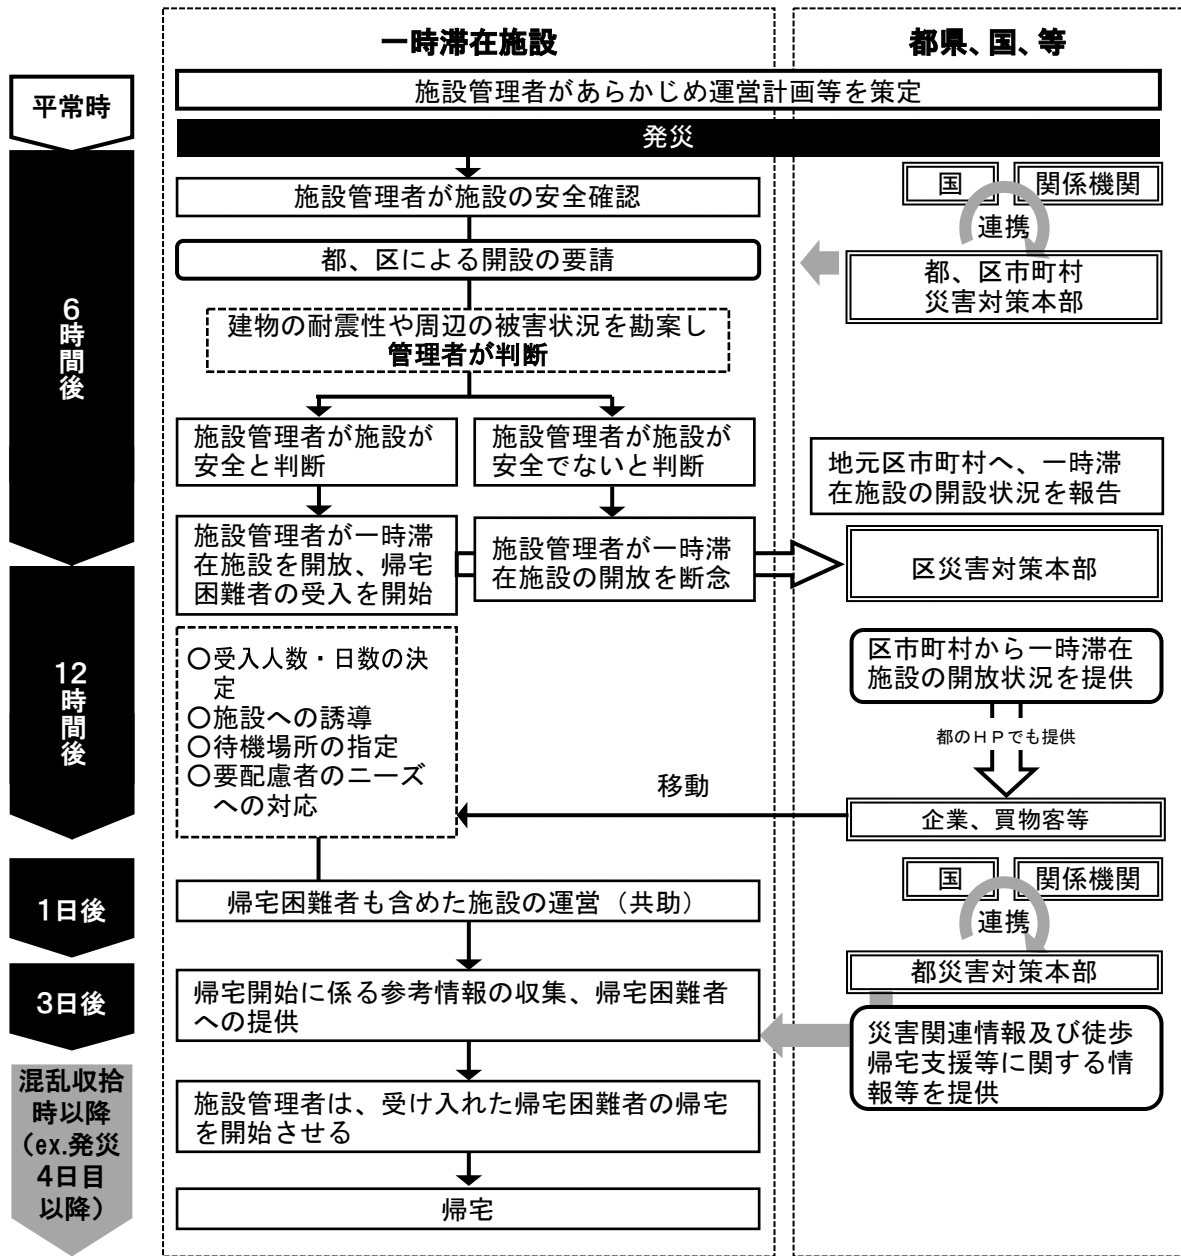 一時滞在施設
都県、国、等
平常時
施設管理者があらかじめ運営計画等を策定
発災
6時間後
施設管理者が施設の安全確認
国
関係機関
連携
都、区による開設の要請
都、区市町村
災害対策本部
建物の耐震性や周辺の被害状況を勘案し
管理者が判断
施設管理者が施設が
安全と判断
施設管理者が施設が
安全でないと判断
地元区市町村へ、一時滞
在施設の開設状況を報告
施設管理者が一時滞
在施設を開放、帰宅
困難者の受入を開始
施設管理者が一時滞
在施設の開放を断念
区災害対策本部
12時間後
○受入人数・日数の決
定
○施設への誘導
○待機場所の指定
○要配慮者のニーズ
への対応
区市町村から一時滞在
施設の開放状況を提供
都のHPでも提供
移動
企業、買物客等
1日後
帰宅困難者も含めた施設の運営（共助）
国
関係機関
連携
都災害対策本部
3日後
帰宅開始に係る参考情報の収集、帰宅困難者
への提供
災害関連情報及び徒歩
帰宅支援等に関する情
報等を提供
混乱収拾
時以降
（ex.発災
4日目
以降）
施設管理者は、受け入れた帰宅困難者の帰宅
を開始させる
帰宅